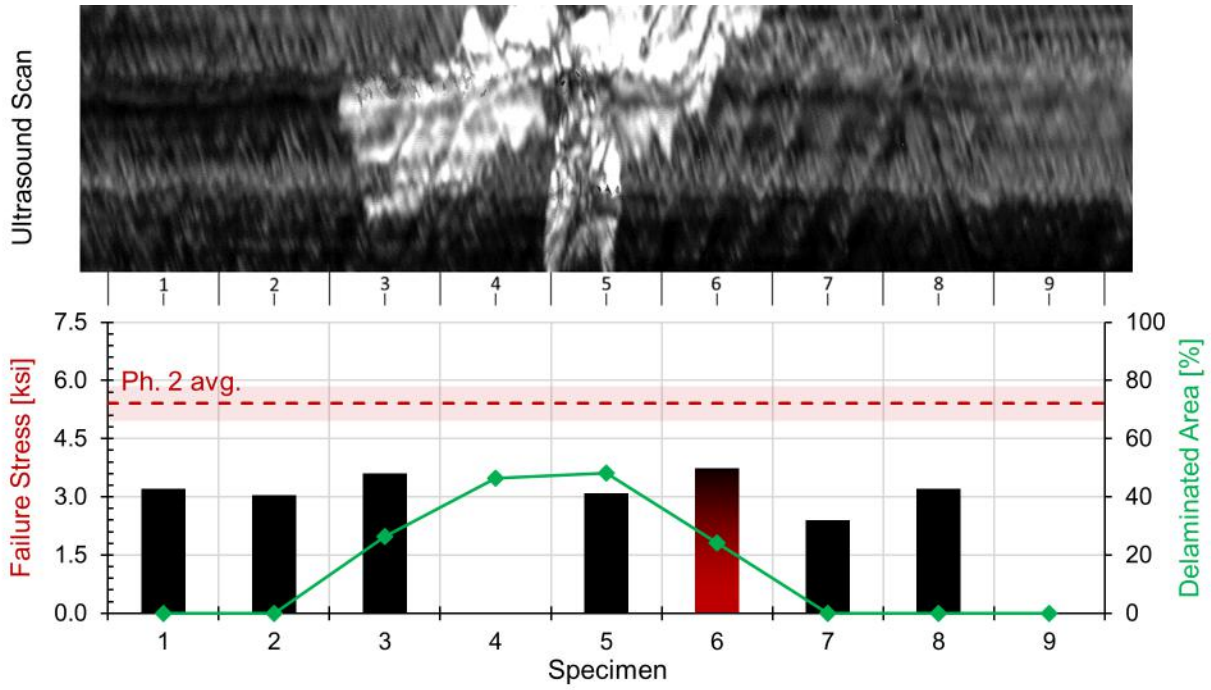 Ultrasound Scan
1 2 3 4 5 6 7 8 9
Failure Stress [ksi]
7.5
6.0
4.5
3.0
1.5
0.0
Ph. 2 avg.
100
80
60
40
20
0
Delaminated Area [%]
1 2 3 4 5 6 7 8 9
Specimen